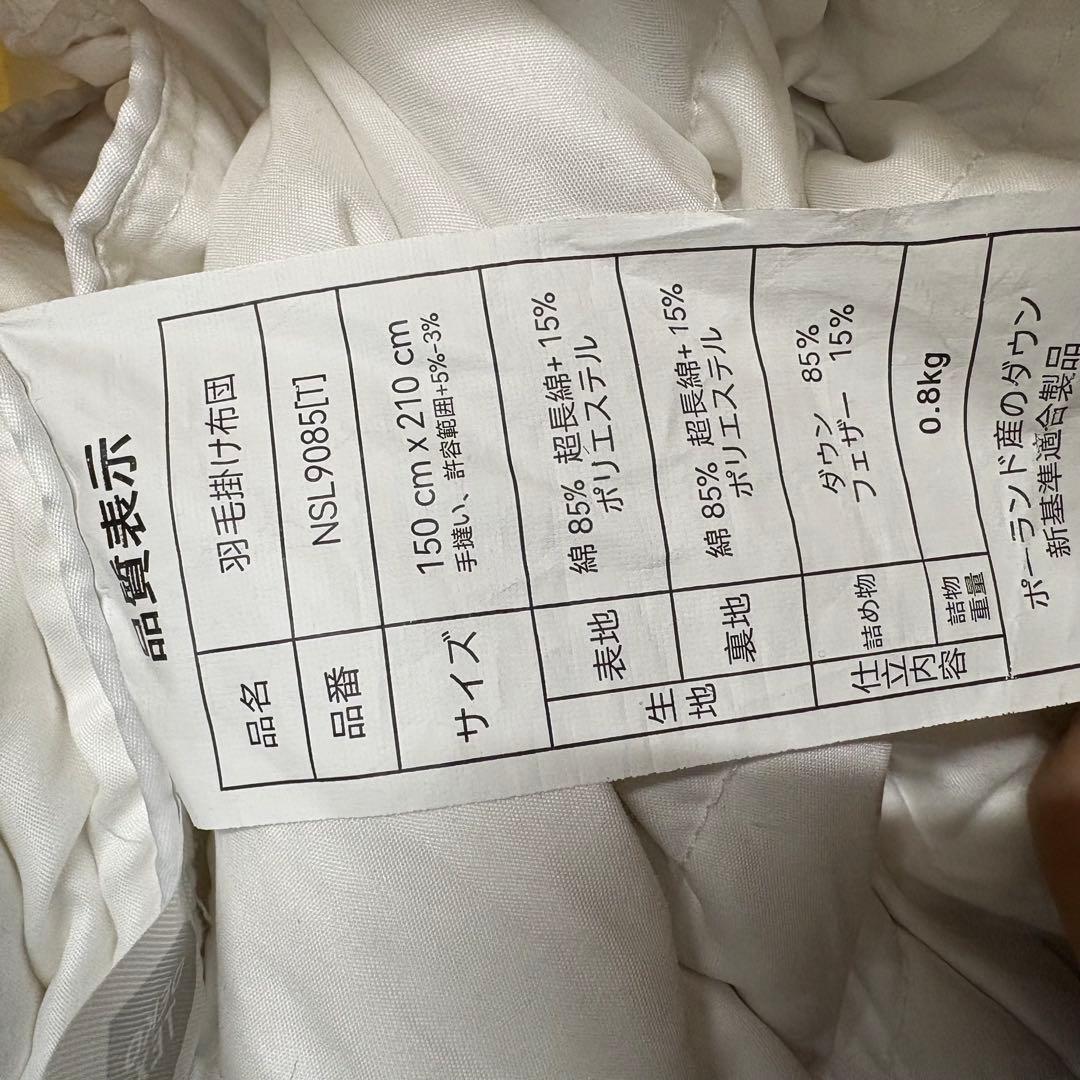 品質表示
品名 羽毛掛け布団
品番 NSL9085[T]
サイズ 150 cm x 210 cm
手撻い、許容範囲+5%-3%
生地 表地 綿 85% 超長綿+ 15%
ポリエステル
裏地 綿 85% 超長綿+ 15%
ポリエステル
仕立内容 詰め物 ダウン 85%
フェザー 15%
詰物重量 0.8kg
ポーランド産のダウン
新基準適合製品